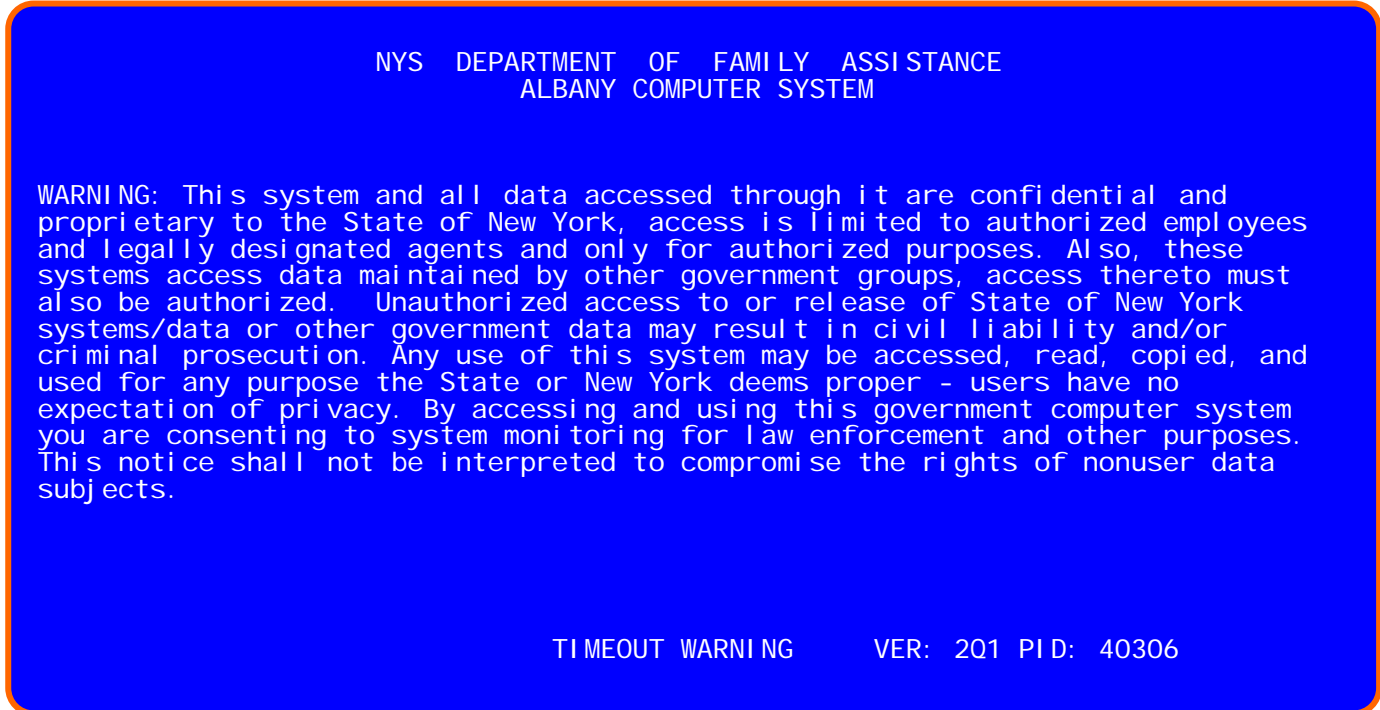 NYS DEPARTMENT OF FAMILY ASSISTANCE
ALBANY COMPUTER SYSTEM
WARNING: This system and all data accessed through it are confidential and
proprietary to the State of New York, access is limited to authorized employees
and legally designated agents and only for authorized purposes. Also, these
systems access data maintained by other government groups, access thereto must
also be authorized.  Unauthorized access to or release of State of New York
systems/data or other government data may result in civil liability and/or
criminal prosecution. Any use of this system may be accessed, read, copied, and
used for any purpose the State or New York deems proper - users have no
expectation of privacy. By accessing and using this government computer system
you are consenting to system monitoring for law enforcement and other purposes.
This notice shall not be interpreted to compromise the rights of nonuser data
subjects.
TIMEOUT WARNING VER: 2Q1 PID: 40306